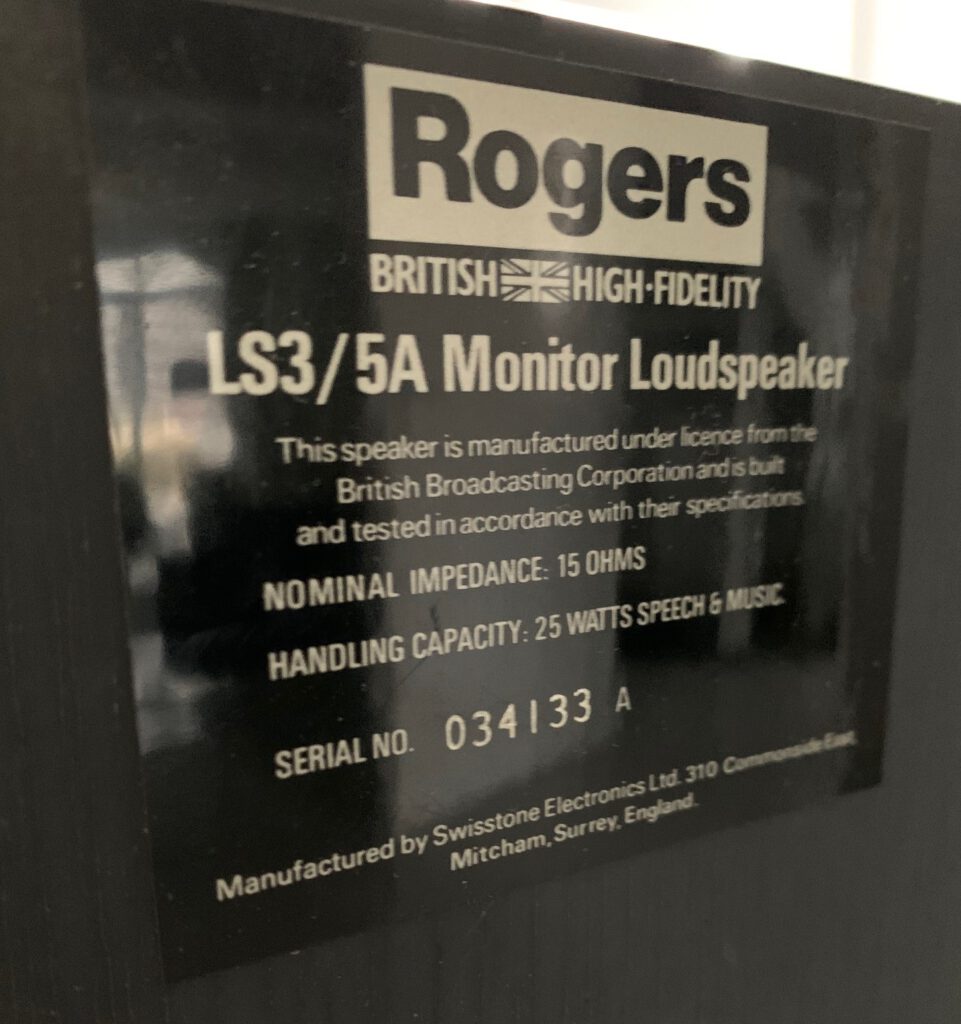 Rogers
BRITISH HIGH·FIDELITY
LS3/5A Monitor Loudspeaker
This speaker is manufactured under licence from the
British Broadcasting Corporation and is built
and tested in accordance with their specifications.
NOMINAL IMPEDANCE: 15 OHMS
HANDLING CAPACITY: 25 WATTS SPEECH & MUSIC.
SERIAL NO. 034133 A
Manufactured by Swisstone Electronics Ltd. 310 Commonside East,
Mitcham, Surrey, England.